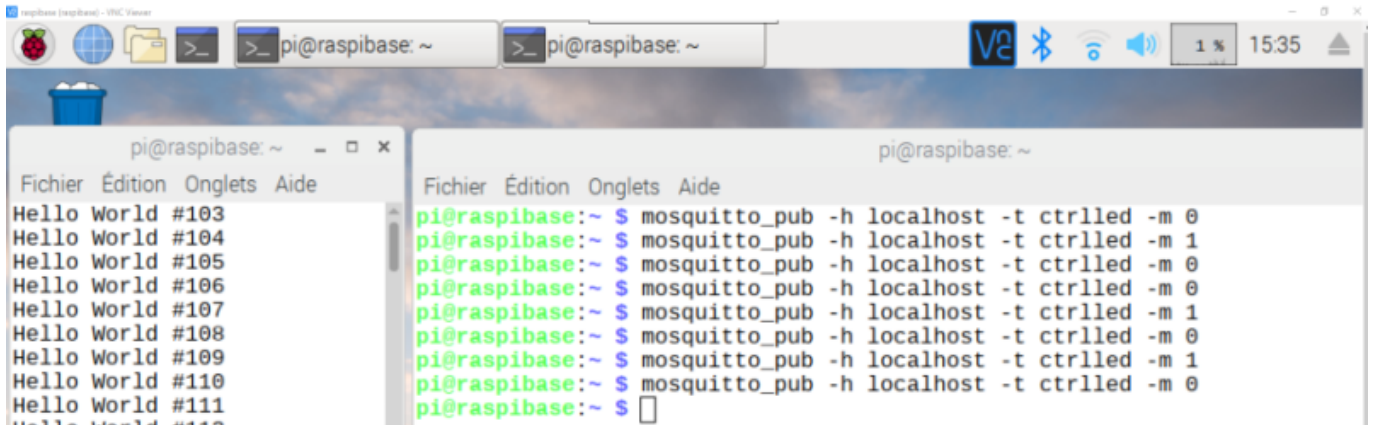 raspibase (raspibase) - VNC Viewer
pi@raspibase: ~
pi@raspibase: ~
1 %
15:35
pi@raspibase: ~
Fichier Édition Onglets Aide
Hello World #103
Hello World #104
Hello World #105
Hello World #106
Hello World #107
Hello World #108
Hello World #109
Hello World #110
Hello World #111
pi@raspibase: ~
Fichier Édition Onglets Aide
pi@raspibase:~ $ mosquitto_pub -h localhost -t ctrlled -m 0
pi@raspibase:~ $ mosquitto_pub -h localhost -t ctrlled -m 1
pi@raspibase:~ $ mosquitto_pub -h localhost -t ctrlled -m 0
pi@raspibase:~ $ mosquitto_pub -h localhost -t ctrlled -m 0
pi@raspibase:~ $ mosquitto_pub -h localhost -t ctrlled -m 1
pi@raspibase:~ $ mosquitto_pub -h localhost -t ctrlled -m 0
pi@raspibase:~ $ mosquitto_pub -h localhost -t ctrlled -m 1
pi@raspibase:~ $ mosquitto_pub -h localhost -t ctrlled -m 0
pi@raspibase:~ $